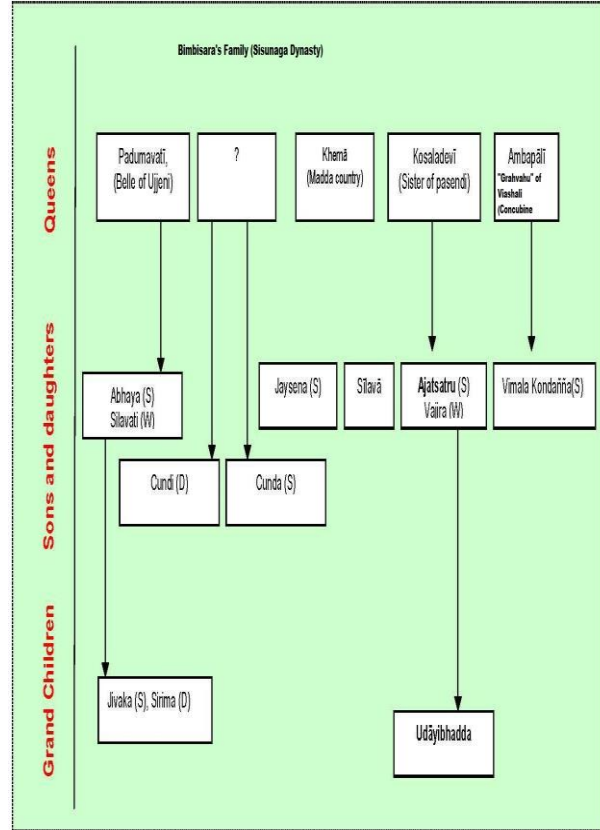 Bimbisara's Family (Sisunaga Dynasty)
Queens
Padumavatī,
(Belle of Ujjeni)
?
Khemā
(Madda country)
Kosaladevī
(Sister of pasendi)
Ambapālī
"Grahvahu" of
Viashali
(Concubine
Sons and daughters
Abhaya (S)
Silavati (W)
Jaysena (S)
Sīlavā
Ajatsatru (S)
Vajira (W)
Vimala Kondañña(S)
Cundi (D)
Cunda (S)
Grand Children
Jivaka (S), Sirima (D)
Udāyibhadda